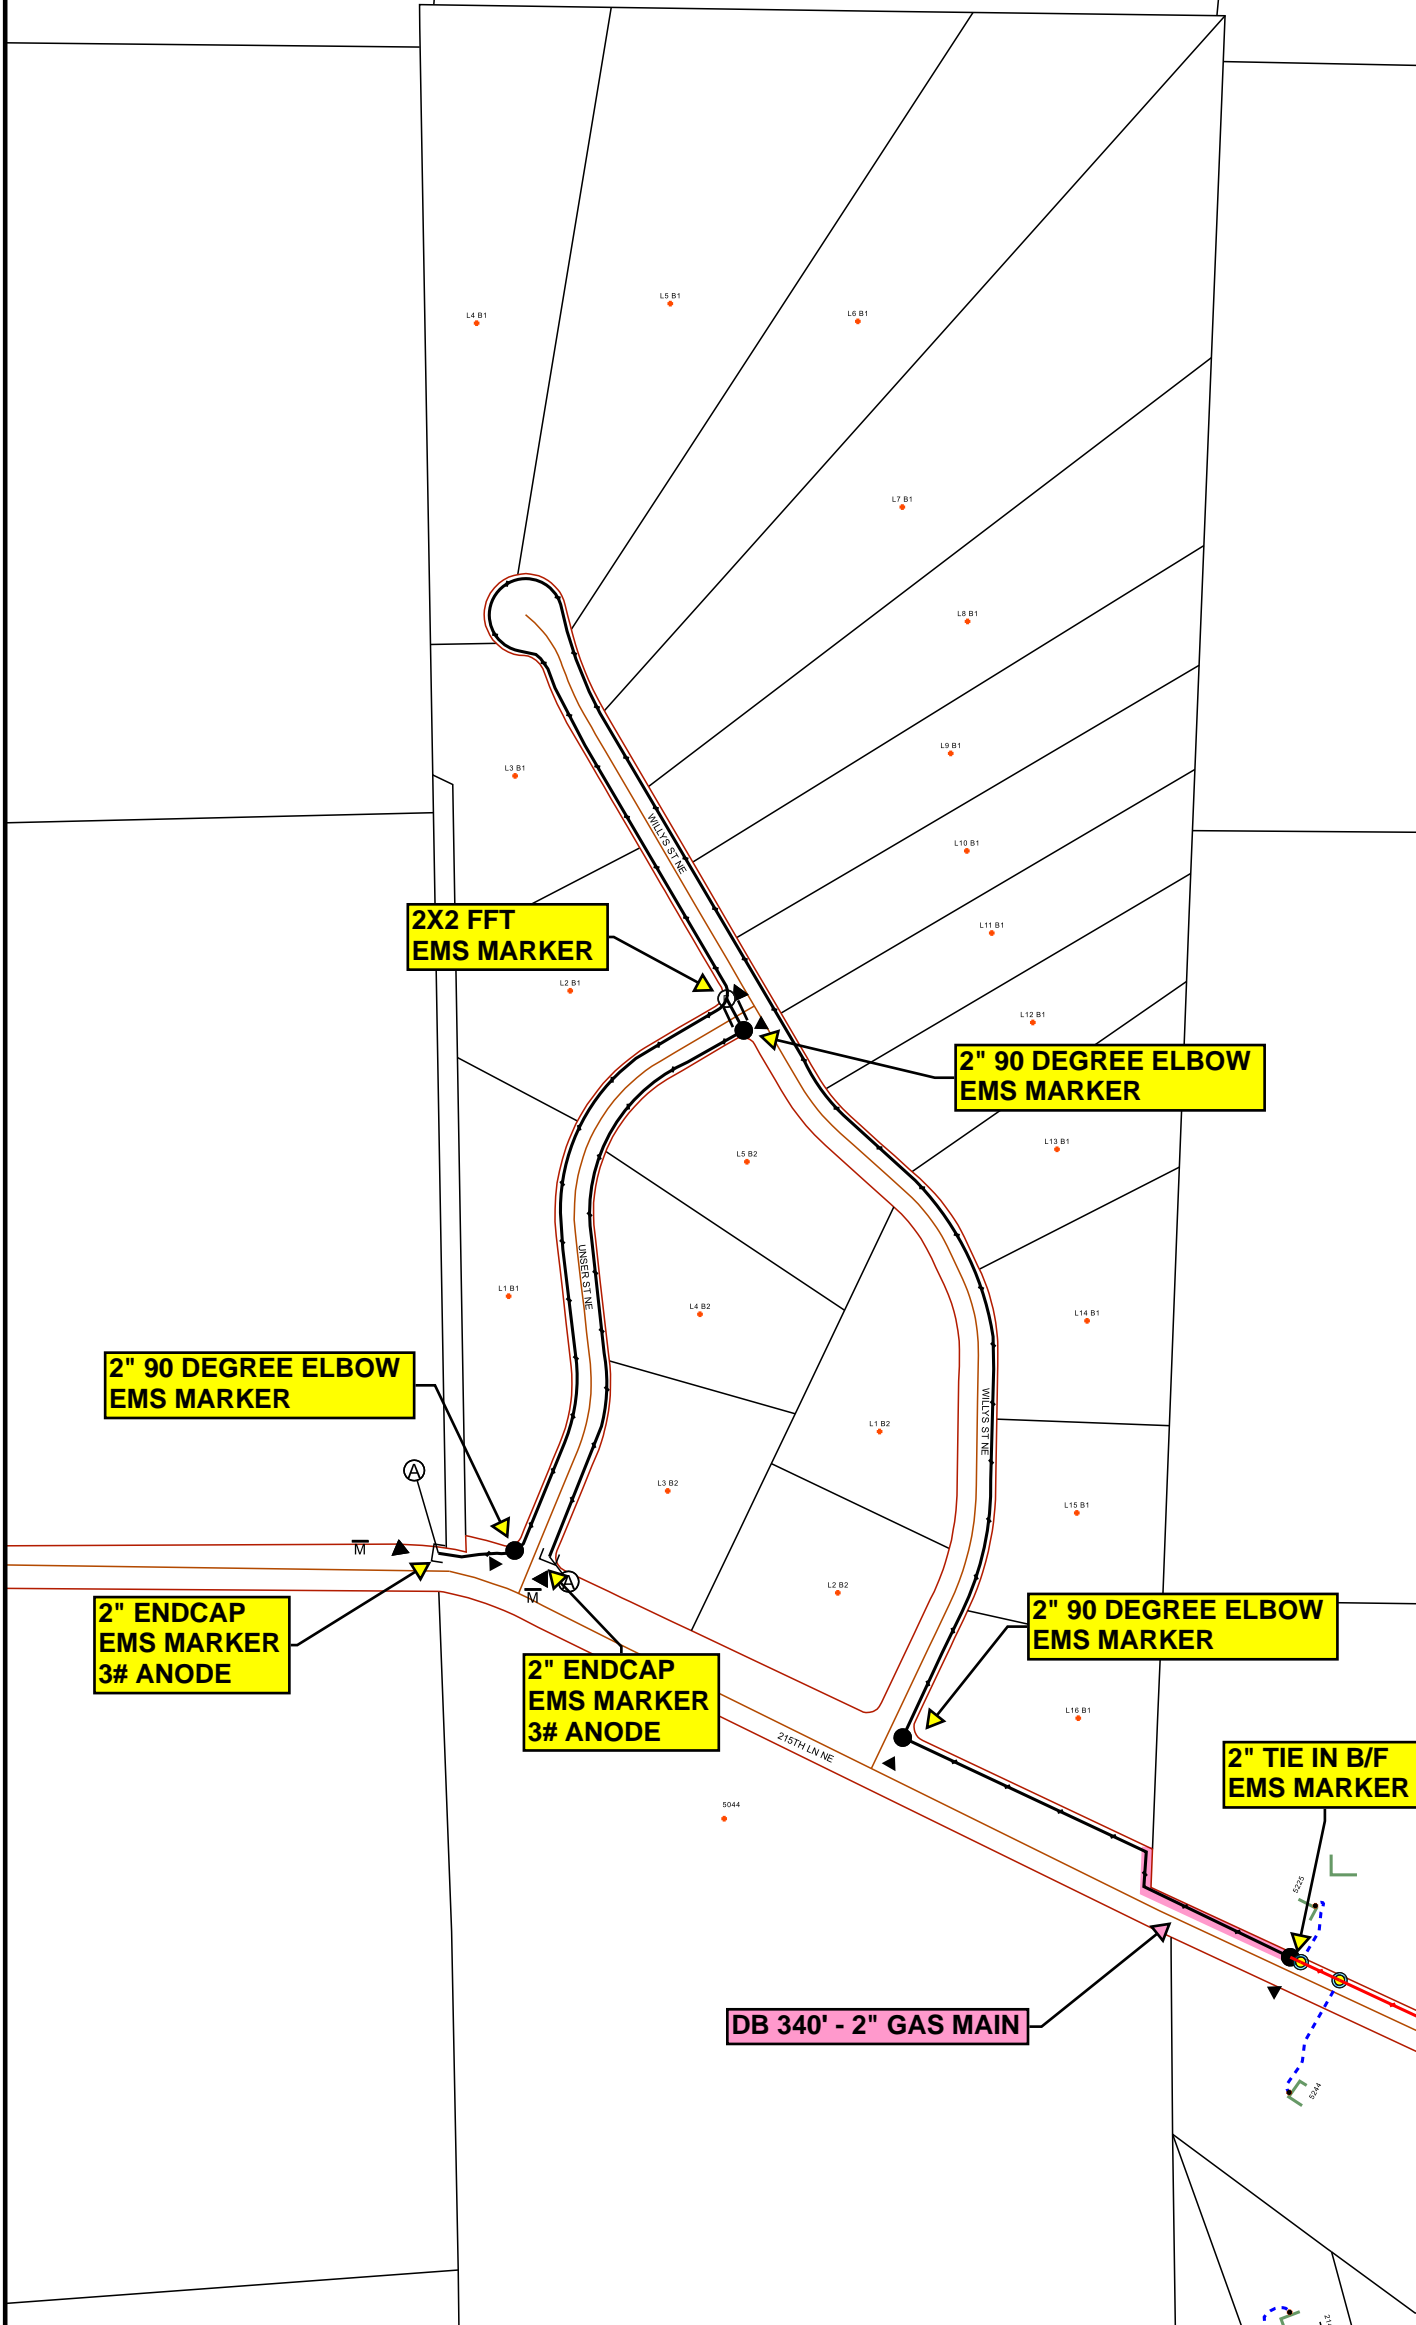 L4 B1
L5 B1
L6 B1
L7 B1
L8 B1
L9 B1
L3 B1
WILLYS ST NE
L10 B1
2X2 FFT
EMS MARKER
L11 B1
L2 B1
L12 B1
2" 90 DEGREE ELBOW
EMS MARKER
L13 B1
L5 B2
UNSER ST NE
L1 B1
L4 B2
L14 B1
2" 90 DEGREE ELBOW
EMS MARKER
WILLYS ST NE
L1 B2
A
L3 B2
L15 B1
M
A
M
L2 B2
2" ENDCAP
EMS MARKER
3# ANODE
2" 90 DEGREE ELBOW
EMS MARKER
2" ENDCAP
EMS MARKER
3# ANODE
L16 B1
215TH LN NE
2" TIE IN B/F
EMS MARKER
5044
5225
DB 340' - 2" GAS MAIN
5244